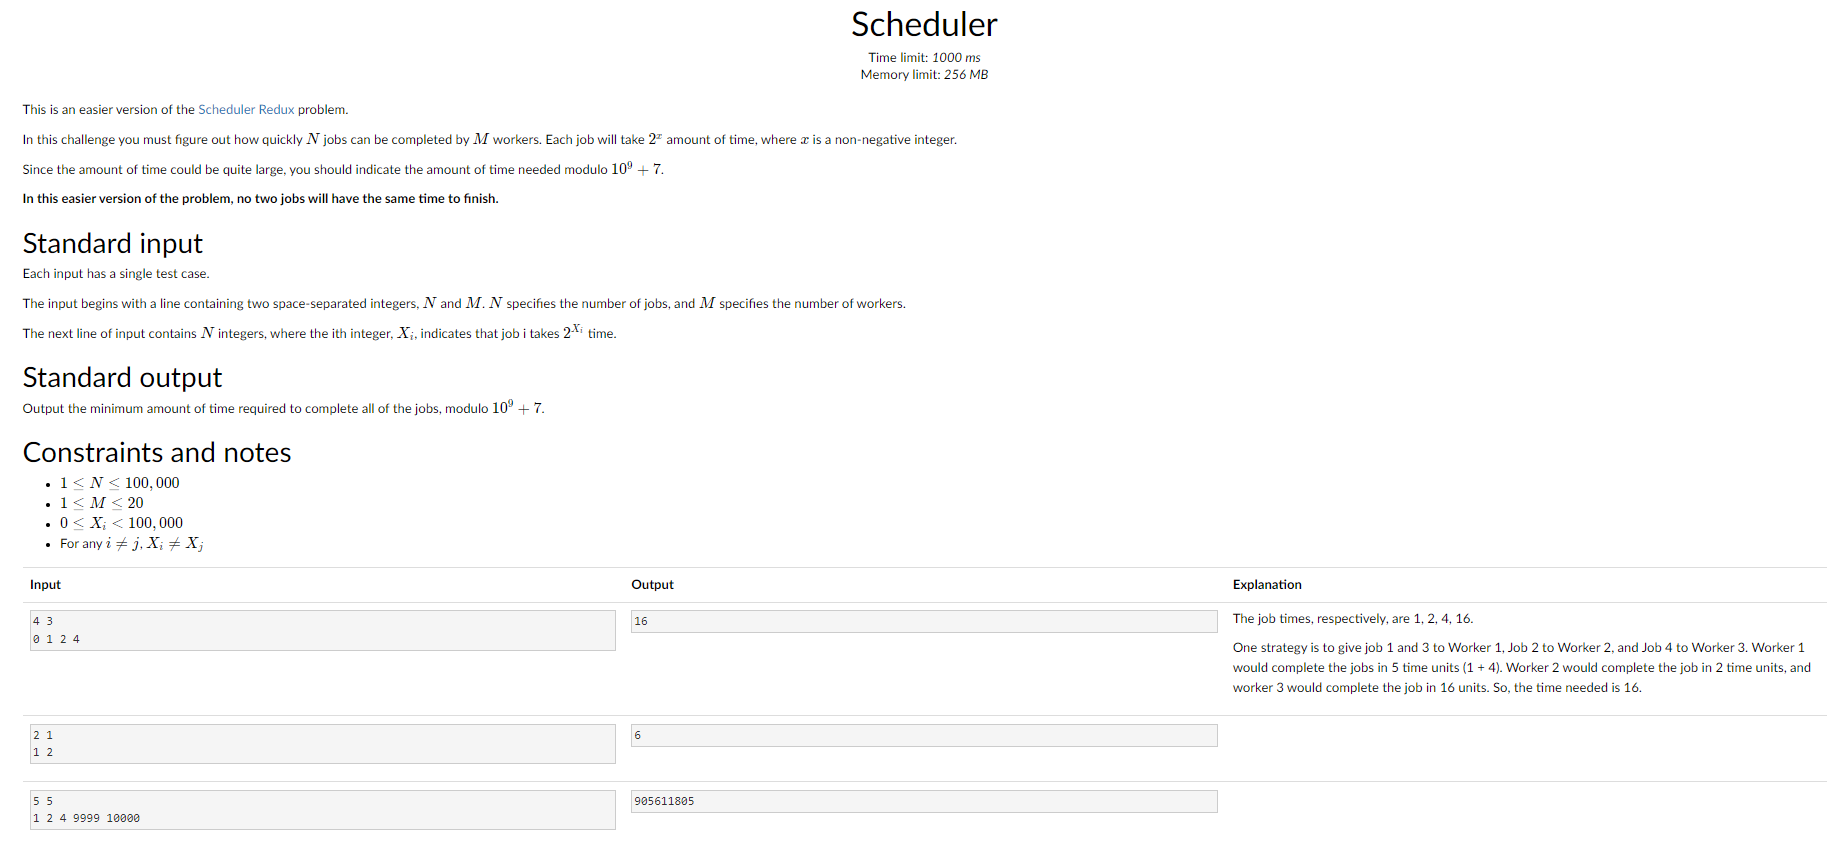 Scheduler
Time limit: 1000 ms
Memory limit: 256 MB
This is an easier version of the Scheduler Redux problem.
In this challenge you must figure out how quickly N jobs can be completed by M workers. Each job will take 2^x amount of time, where x is a non-negative integer.
Since the amount of time could be quite large, you should indicate the amount of time needed modulo 10^9 + 7.
In this easier version of the problem, no two jobs will have the same time to finish.
Standard input
Each input has a single test case.
The input begins with a line containing two space-separated integers, N and M. N specifies the number of jobs, and M specifies the number of workers.
The next line of input contains N integers, where the ith integer, X_i, indicates that job i takes 2^{X_i} time.
Standard output
Output the minimum amount of time required to complete all of the jobs, modulo 10^9 + 7.
Constraints and notes
• 1 ≤ N ≤ 100,000
• 1 ≤ M ≤ 20
• 0 ≤ X_i < 100,000
• For any i ≠ j, X_i ≠ X_j
Input Output Explanation
4 3
0 1 2 4
16
The job times, respectively, are 1, 2, 4, 16.
One strategy is to give job 1 and 3 to Worker 1, Job 2 to Worker 2, and Job 4 to Worker 3. Worker 1
would complete the jobs in 5 time units (1 + 4). Worker 2 would complete the job in 2 time units, and
worker 3 would complete the job in 16 units. So, the time needed is 16.
2 1
1 2
6
5 5
1 2 4 9999 10000
905611805